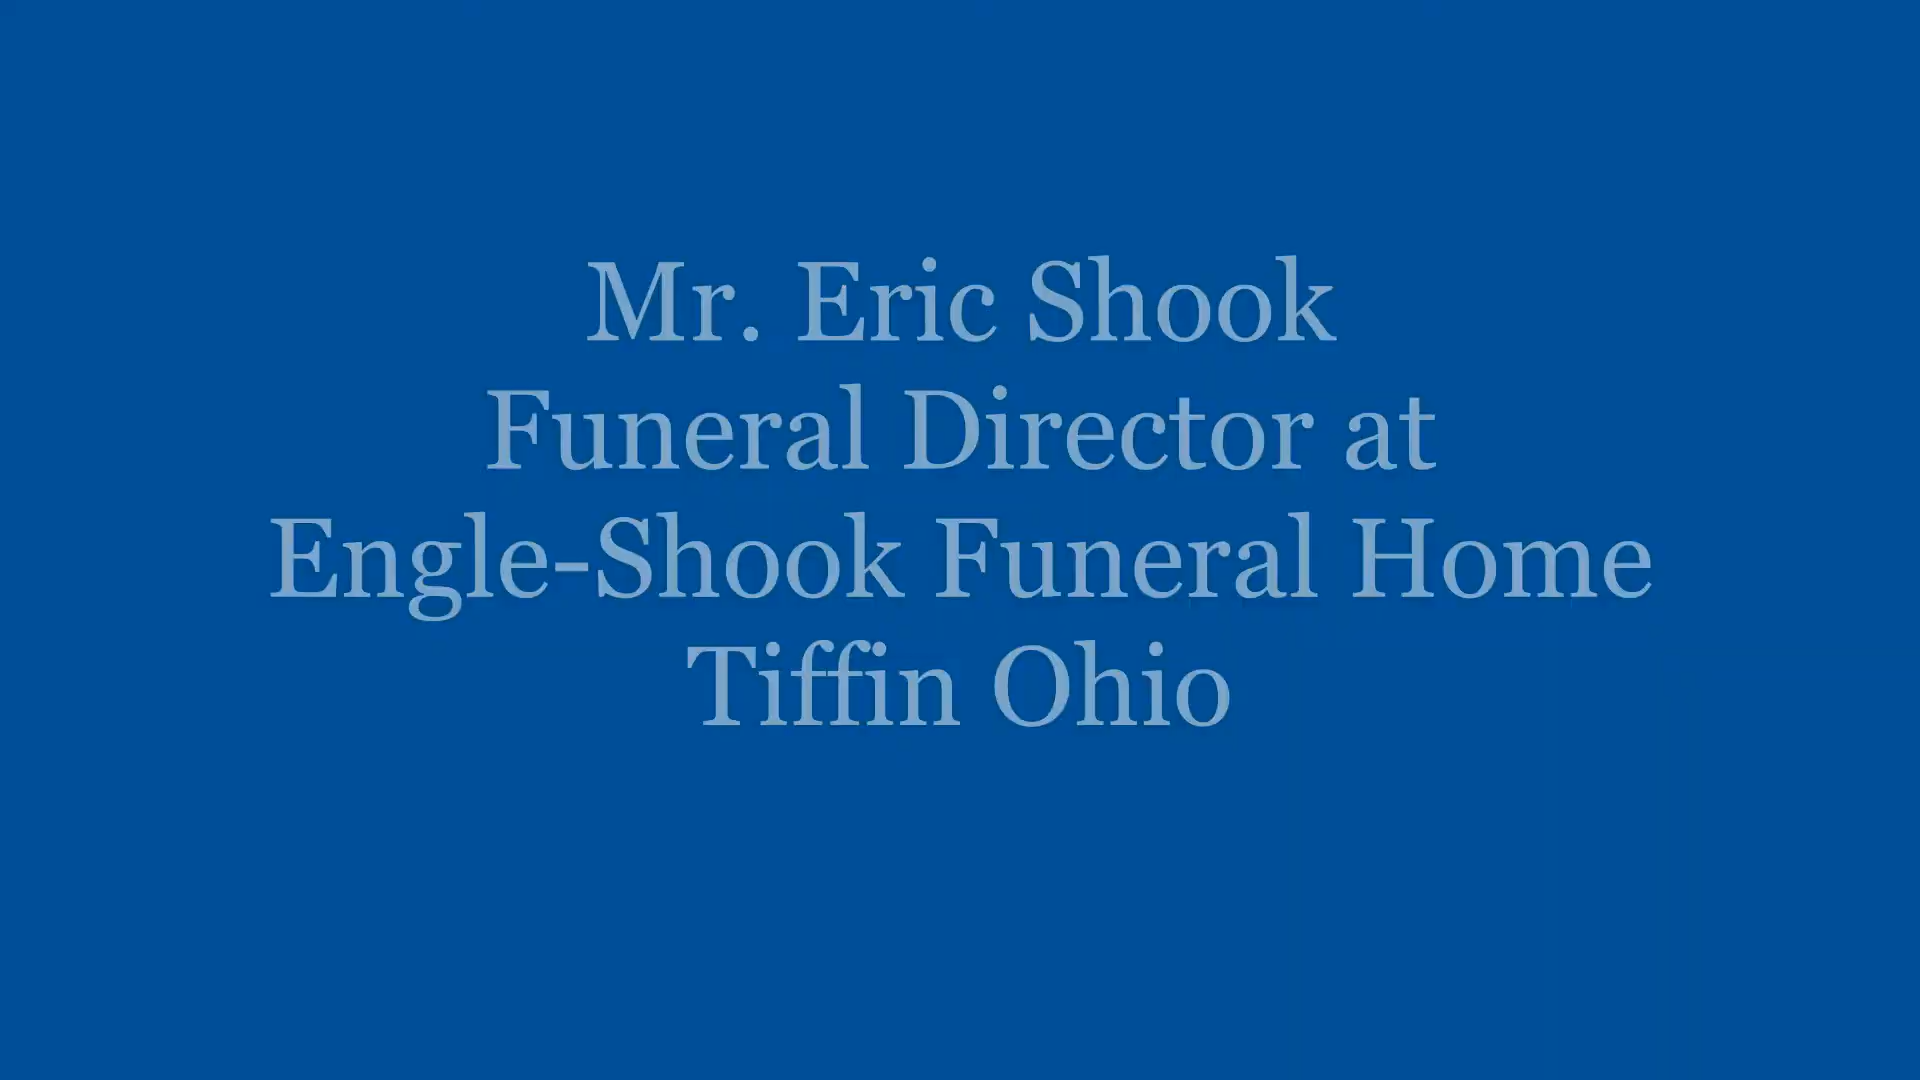 Mr. Eric Shook
Funeral Director at
Engle-Shook Funeral Home
Tiffin Ohio